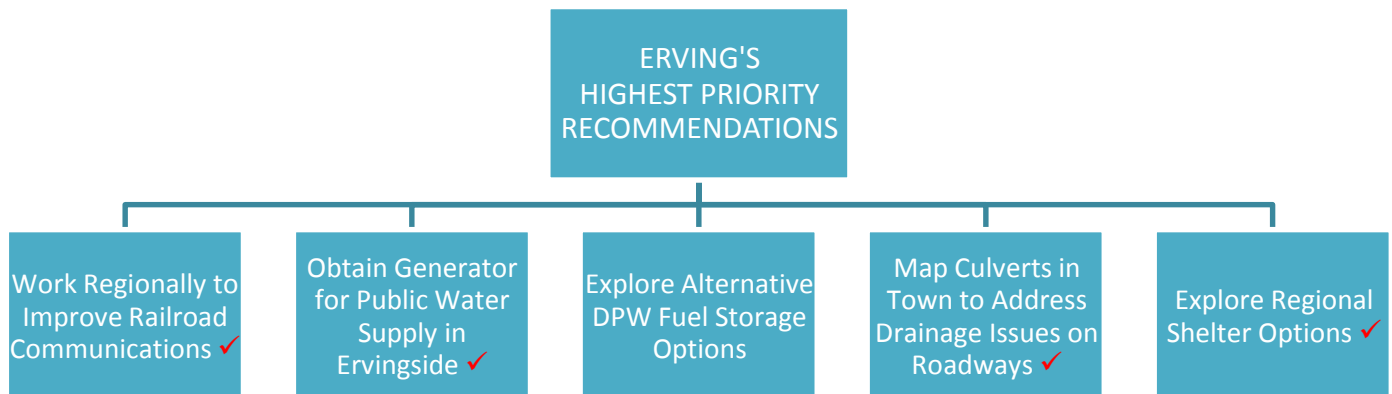 ERVING'S
HIGHEST PRIORITY
RECOMMENDATIONS
Work Regionally to
Improve Railroad
Communications ✓
Obtain Generator
for Public Water
Supply in
Ervingside ✓
Explore Alternative
DPW Fuel Storage
Options
Map Culverts in
Town to Address
Drainage Issues on
Roadways ✓
Explore Regional
Shelter Options ✓